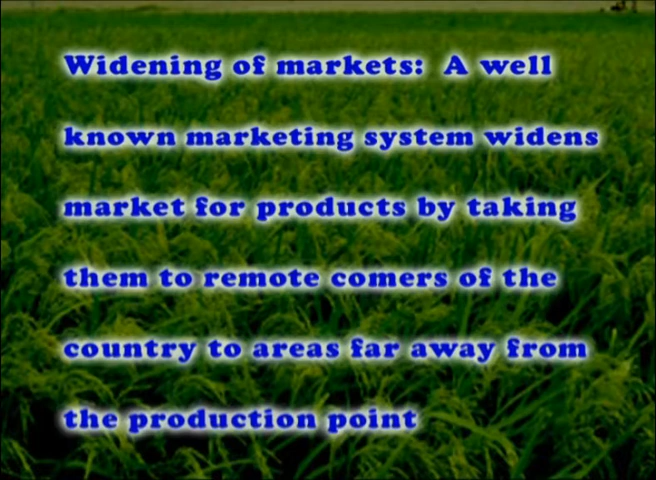 Widening of markets: A well
known marketing system widens
market for products by taking
them to remote comers of the
country to areas far away from
the production point